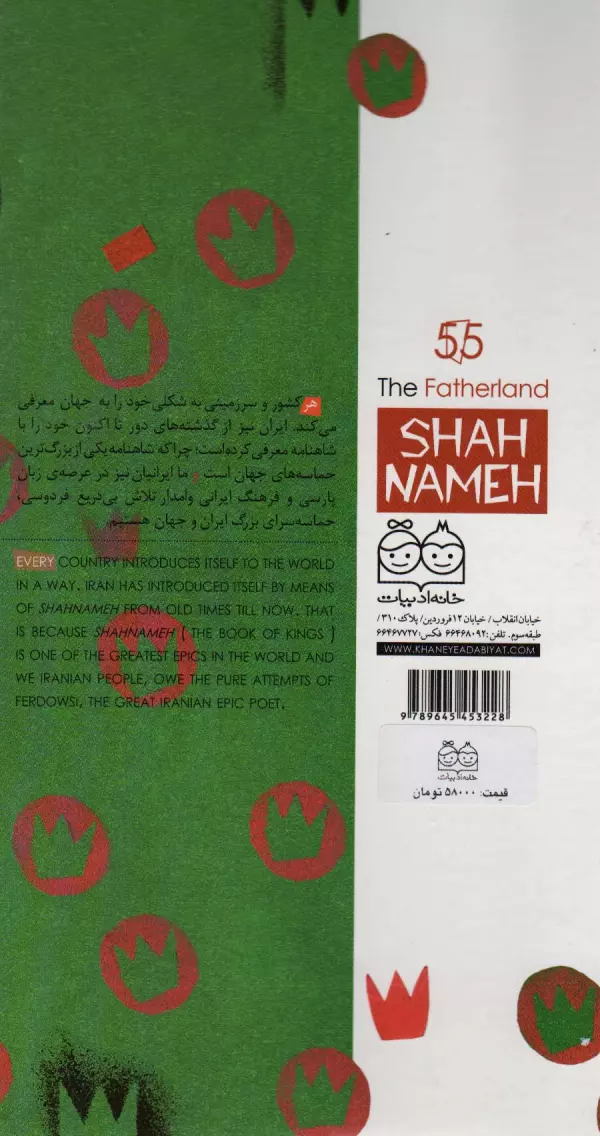 هر کشور و سرزمینی به شکلی خود را به جهان معرفی
می‌کند. ایران نیز از گذشته‌های دور تا اکنون خود را با
شاهنامه معرفی کرده‌است؛ چرا که شاهنامه یکی از بزرگ‌ترین
حماسه‌های جهان است و ما ایرانیان نیز در عرصه‌ی زبان
پارسی و فرهنگ ایرانی وامدار تلاش بی‌دریغ فردوسی،
حماسه‌سرای بزرگ ایران و جهان هستیم.
EVERY COUNTRY INTRODUCES ITSELF TO THE WORLD
IN A WAY. IRAN HAS INTRODUCED ITSELF BY MEANS
OF SHAHNAMEH FROM OLD TIMES TILL NOW. THAT
IS BECAUSE SHAHNAMEH ( THE BOOK OF KINGS )
IS ONE OF THE GREATEST EPICS IN THE WORLD AND
WE IRANIAN PEOPLE, OWE THE PURE ATTEMPTS OF
FERDOWSI, THE GREAT IRANIAN EPIC POET.
55
The Fatherland
SHAH
NAMEH
خانه ادبیات
خیابان انقلاب/ خیابان ۱۲ فروردین/ پلاک ۳۱۰/
طبقه سوم. تلفن: ۶۶۴۶۸۰۹۲ فکس: ۶۶۴۶۷۷۲۷
WWW.KHANEYEADABIYAT.COM
9 789645 453228
خانه ادبیات
قیمت: ۵۸۰۰۰ تومان